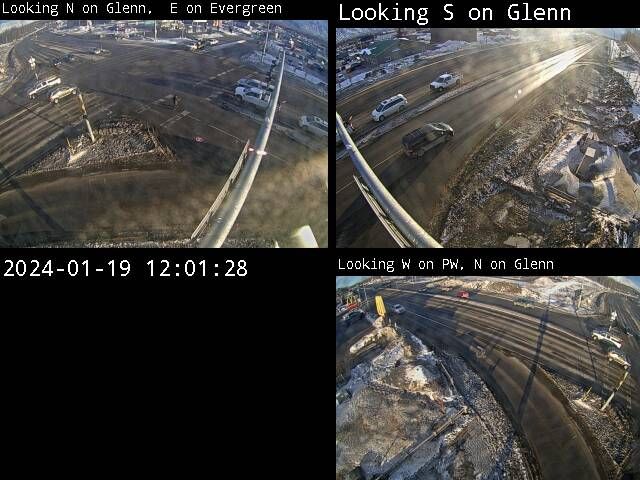 Looking N on Glenn,  E on Evergreen
Looking S on Glenn
2024-01-19 12:01:28
Looking W on PW, N on Glenn